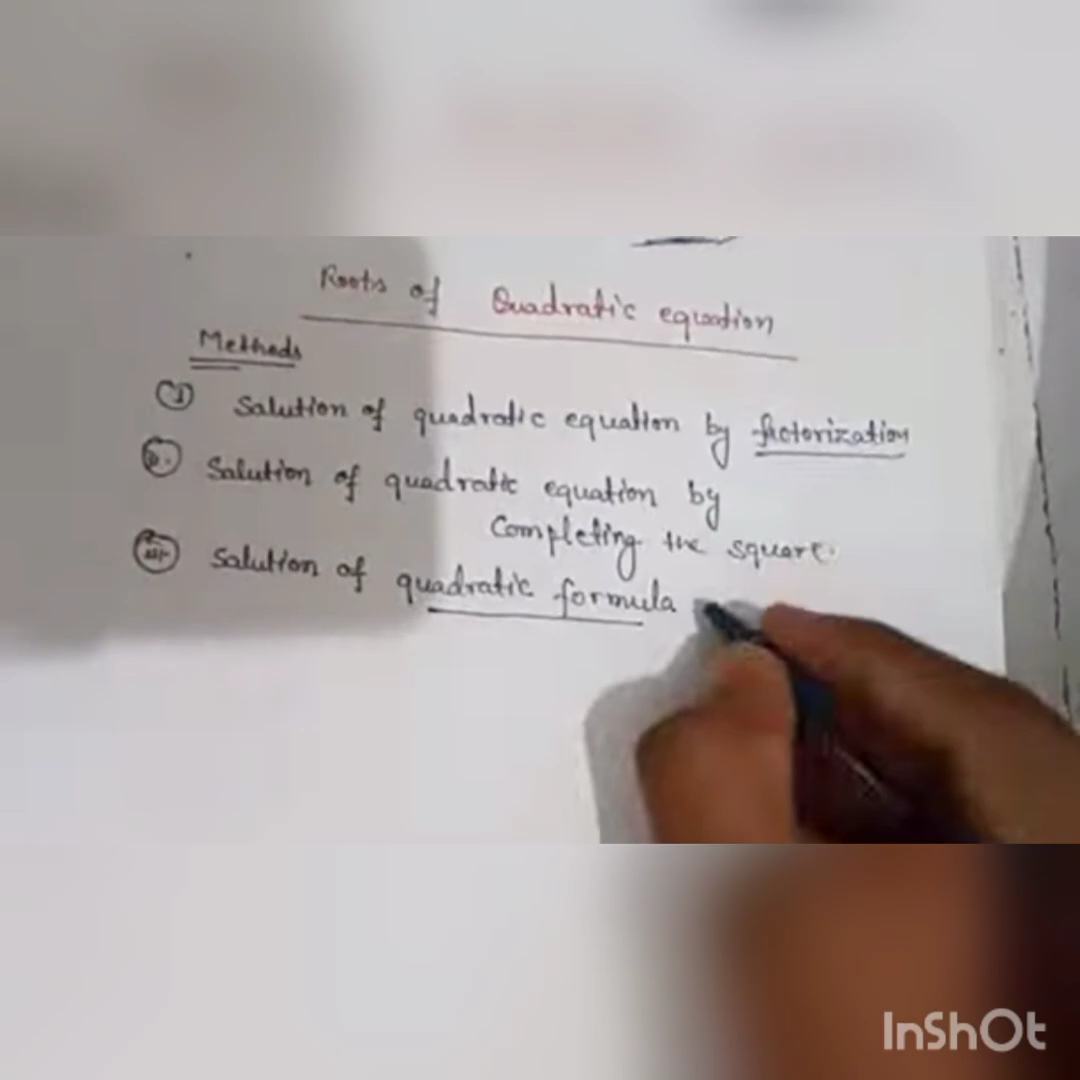 Roots of Quadratic equation
Methods
(i) Salution of quadratic equation by factorization
(ii) Salution of quadratic equation by
Completing the square.
(iii) Salution of quadratic formula
InShOt